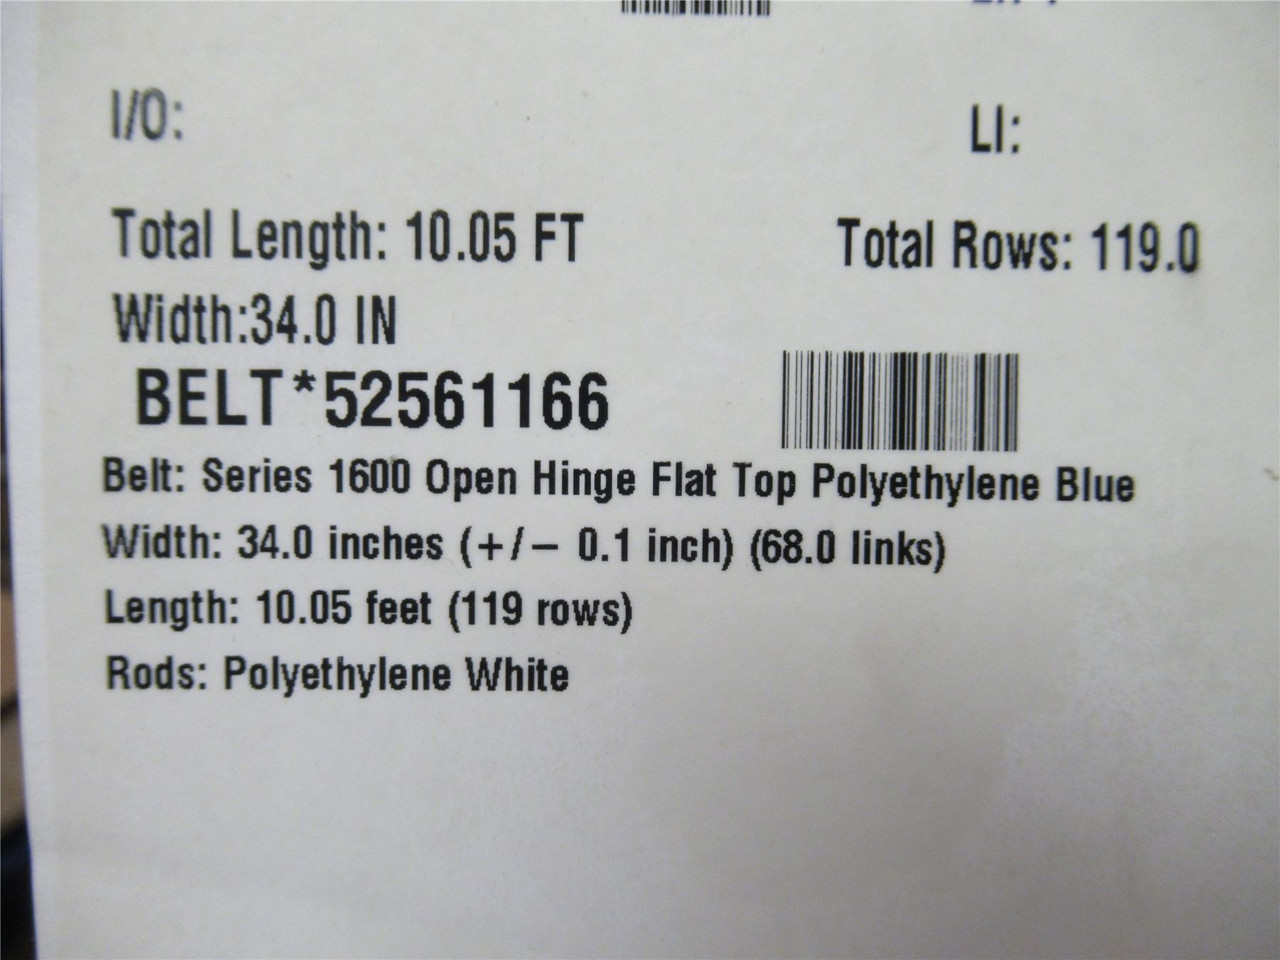 I/O:
LI:
Total Length: 10.05 FT
Total Rows: 119.0
Width:34.0 IN
BELT*52561166
Belt: Series 1600 Open Hinge Flat Top Polyethylene Blue
Width: 34.0 inches (+/− 0.1 inch) (68.0 links)
Length: 10.05 feet (119 rows)
Rods: Polyethylene White